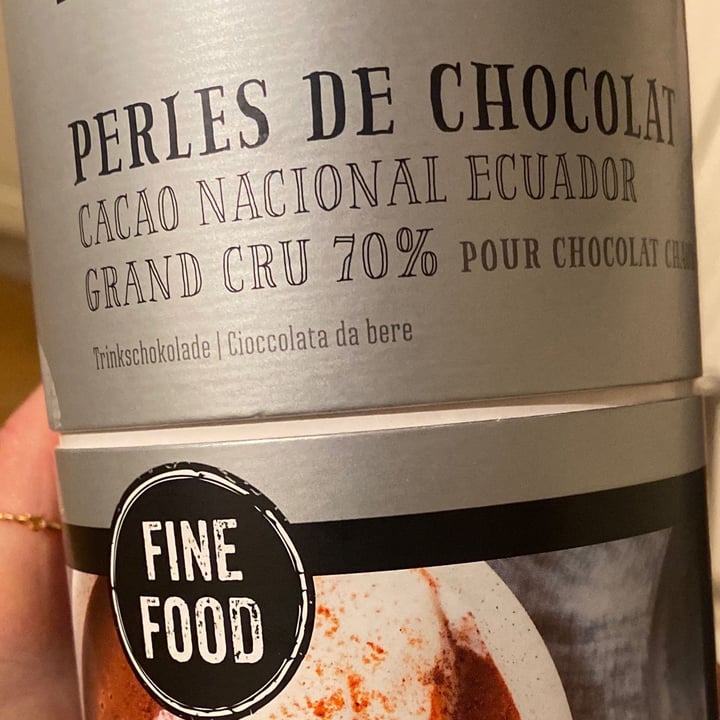 PERLES DE CHOCOLAT
CACAO NACIONAL ECUADOR
GRAND CRU 70% POUR CHOCOLAT
Trinkschokolade | Cioccolata da bere
FINE
FOOD